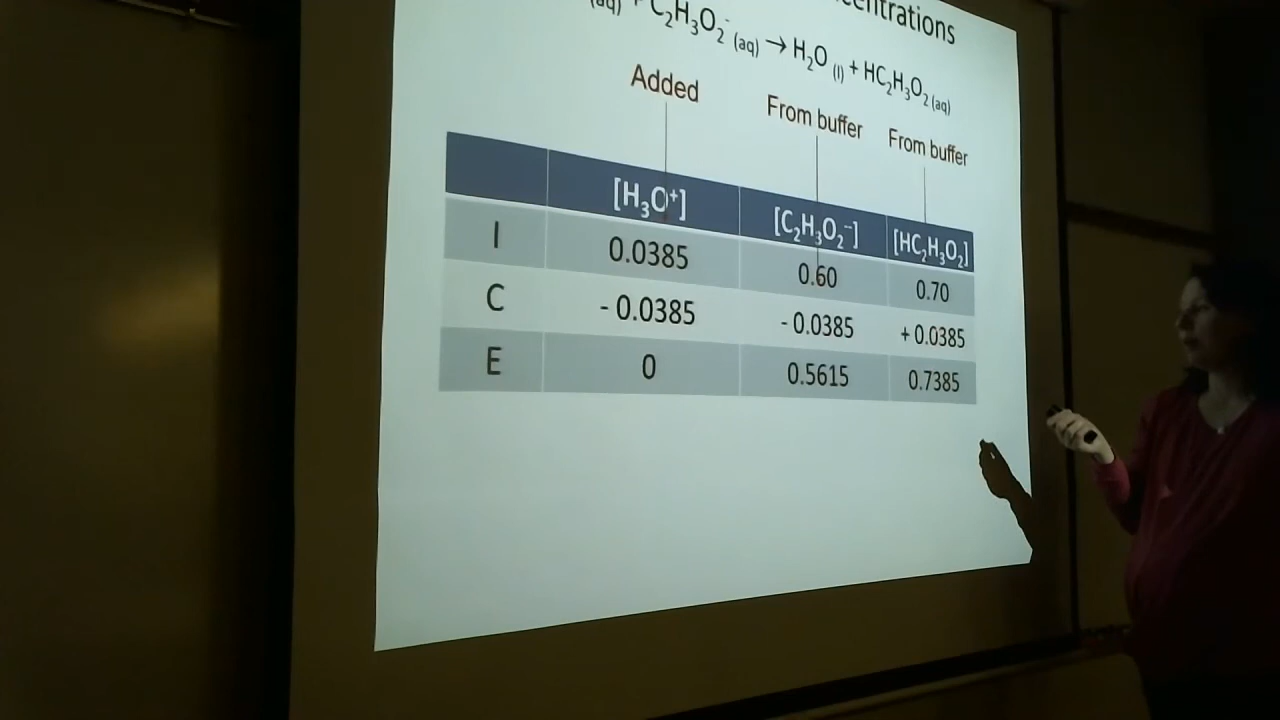 (aq) + C₂H₃O₂⁻ (aq) → H₂O (l) + HC₂H₃O₂ (aq)
Added From buffer From buffer
[H₃O⁺] [C₂H₃O₂⁻] [HC₂H₃O₂]
I 0.0385 0.60 0.70
C - 0.0385 - 0.0385 + 0.0385
E 0 0.5615 0.7385